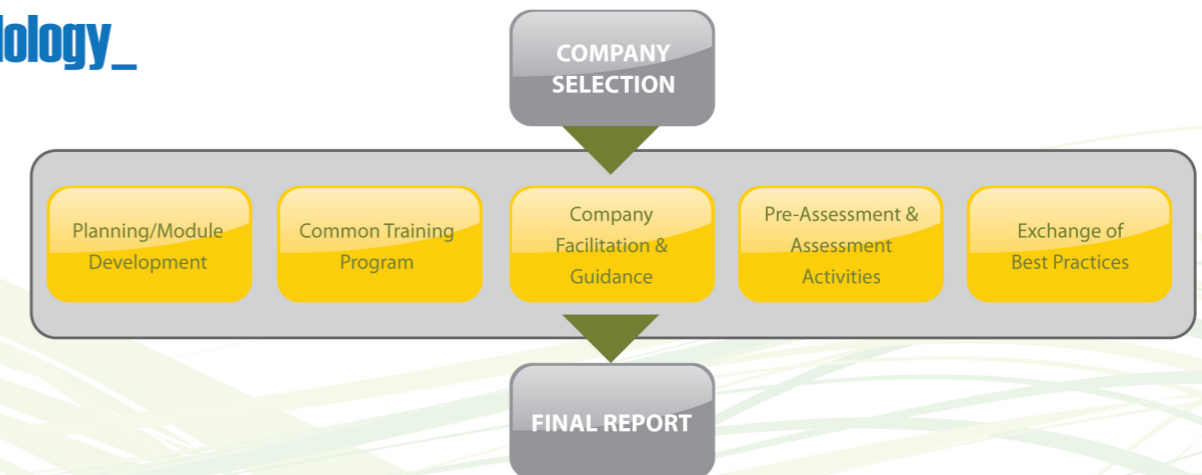 dology_
COMPANY
SELECTION
Planning/Module
Development
Common Training
Program
Company
Facilitation &
Guidance
Pre-Assessment &
Assessment
Activities
Exchange of
Best Practices
FINAL REPORT